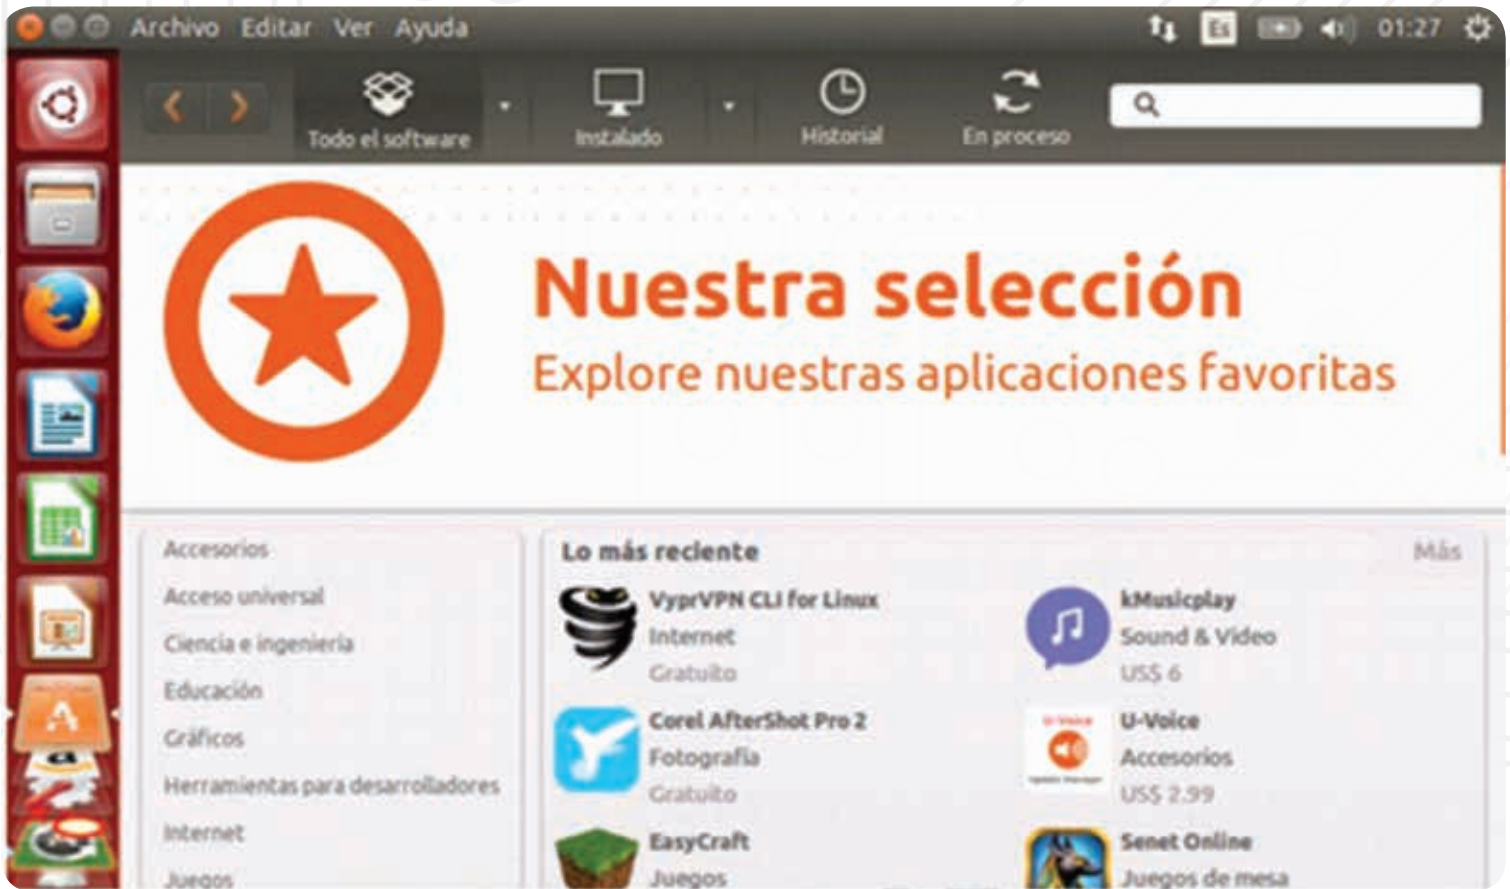 Archivo Editar Ver Ayuda
Es 01:27
Todo el software
Instalado
Historial
En proceso
Nuestra selección
Explore nuestras aplicaciones favoritas
Accesorios
Acceso universal
Ciencia e ingeniería
Educación
Gráficos
Herramientas para desarrolladores
Internet
Juegos
Lo más reciente
Más
VyprVPN CLI for Linux
Internet
Gratuito
kMusicplay
Sound & Video
US$ 6
Corel AfterShot Pro 2
Fotografía
Gratuito
U-Voice
U-Voice
Accesorios
US$ 2.99
EasyCraft
Juegos
Senet Online
Juegos de mesa